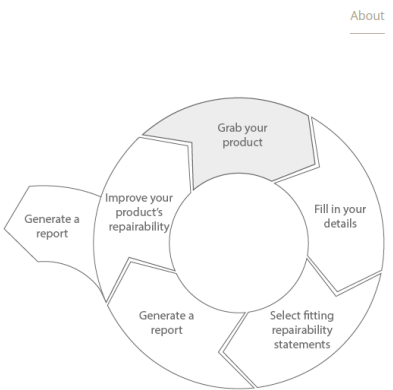 About
Grab your
product
Fill in your
details
Select fitting
repairability
statements
Generate a
report
Improve your
product's
repairability
Generate a
report